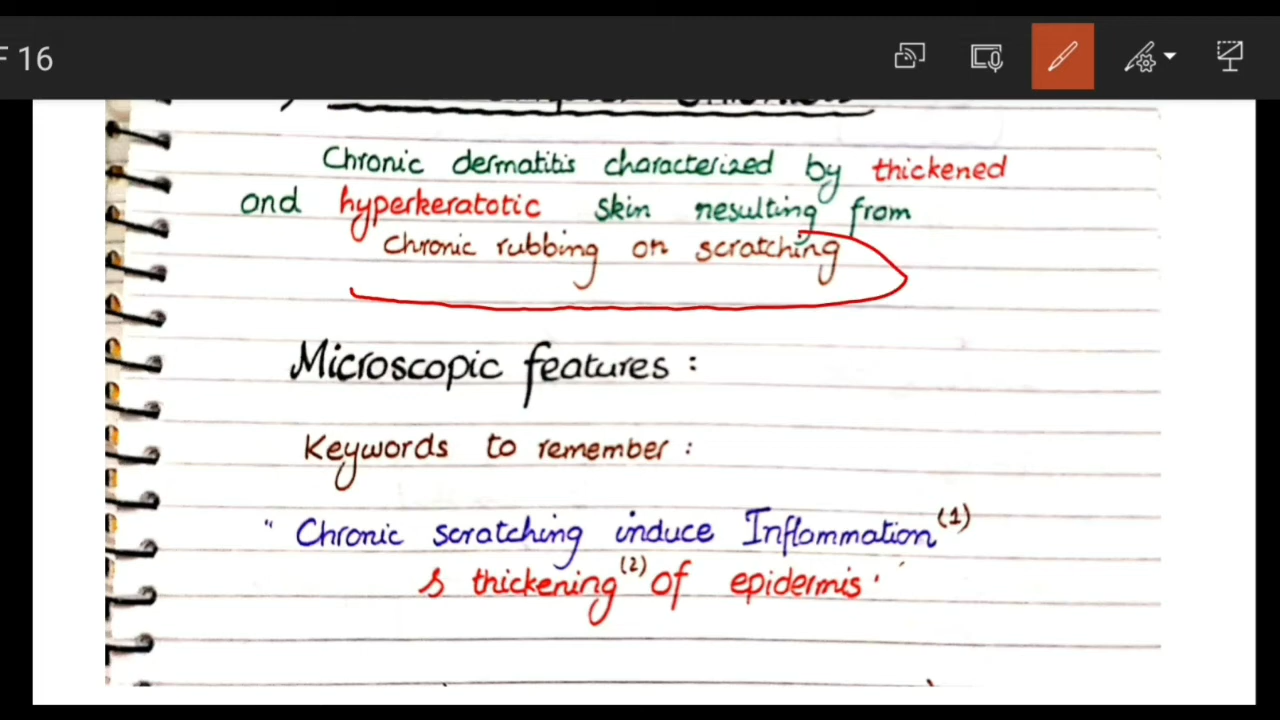 F 16
Chronic dermatitis characterized by thickened
and hyperkeratotic skin resulting from
Chronic rubbing or scratching
Microscopic features :
Keywords to remember :
" Chronic scratching induce Inflammation (1)
& thickening (2) of epidermis "